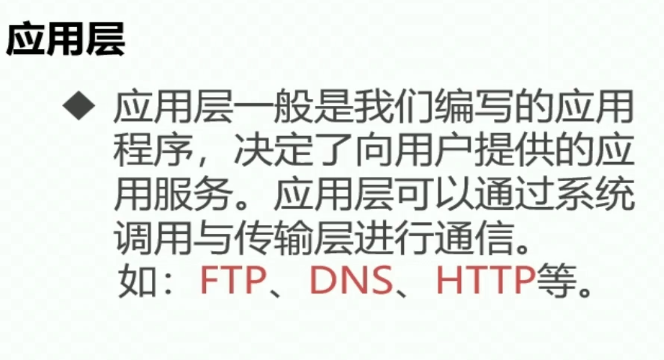 应用层
◆ 应用层一般是我们编写的应用
程序，决定了向用户提供的应
用服务。应用层可以通过系统
调用与传输层进行通信。
如：FTP、DNS、HTTP等。